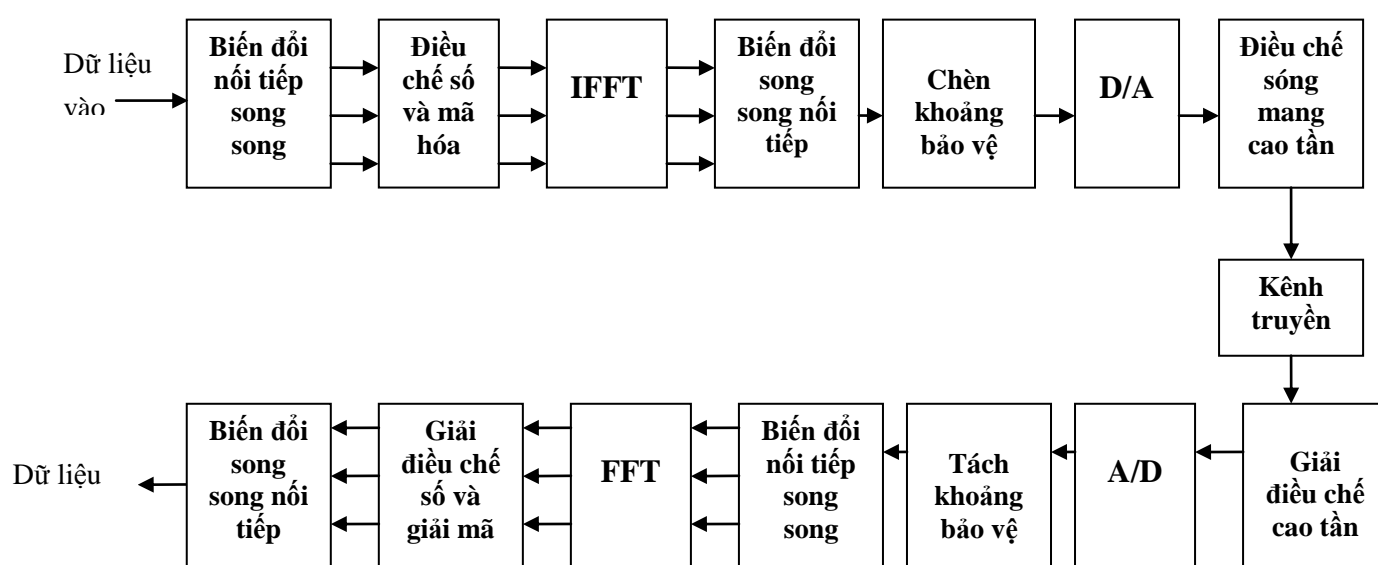 Dữ liệu
vào
Biến đổi
nối tiếp
song
song
Điều
chế số
và mã
hóa
IFFT
Biến đổi
song
song nối
tiếp
Chèn
khoảng
bảo vệ
D/A
Điều chế
sóng
mang
cao tần
Kênh
truyền
Giải
điều chế
cao tần
A/D
Tách
khoảng
bảo vệ
Biến đổi
nối tiếp
song
song
FFT
Giải
điều chế
số và
giải mã
Biến đổi
song
song nối
tiếp
Dữ liệu